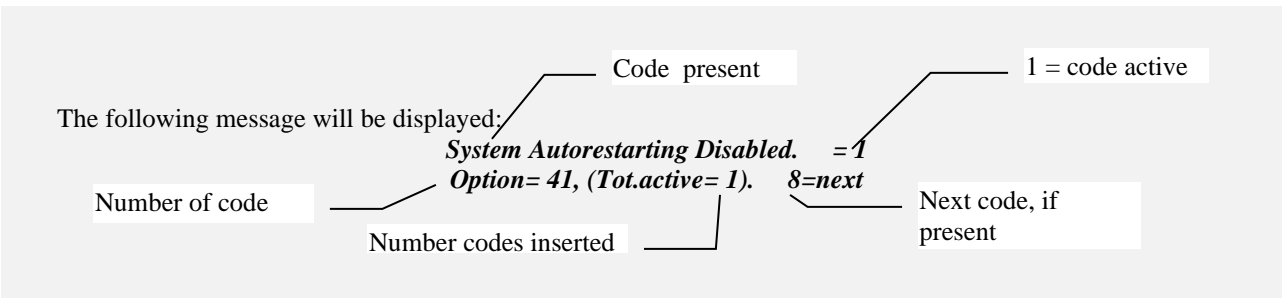 Code present
1 = code active
The following message will be displayed:
System Autorestarting Disabled. =1
Option= 41, (Tot.active= 1). 8=next
Number of code
Next code, if
present
Number codes inserted